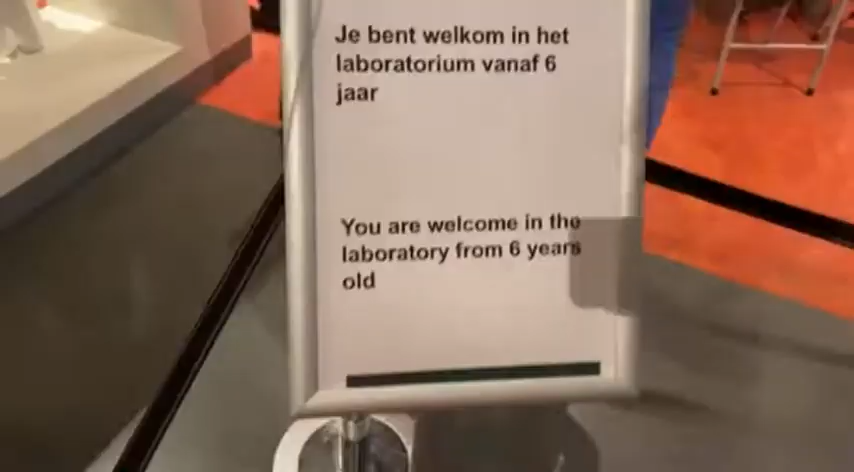 Je bent welkom in het
laboratorium vanaf 6
jaar
You are welcome in the
laboratory from 6 years
old